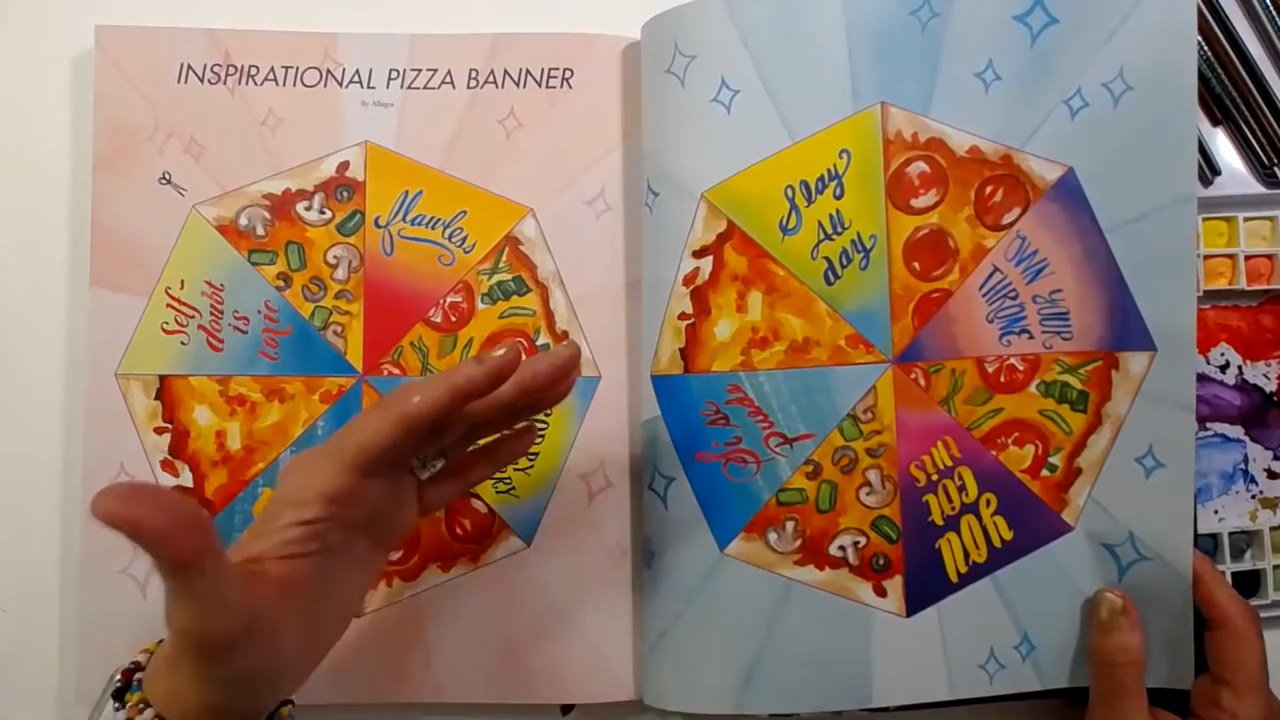 INSPIRATIONAL PIZZA BANNER
By Allegra
flawless
Self-
doubt
is
toxic
Slay
All
day
OWN YOUR
THRONE
Si se
Puede
YOU
GOT
THIS